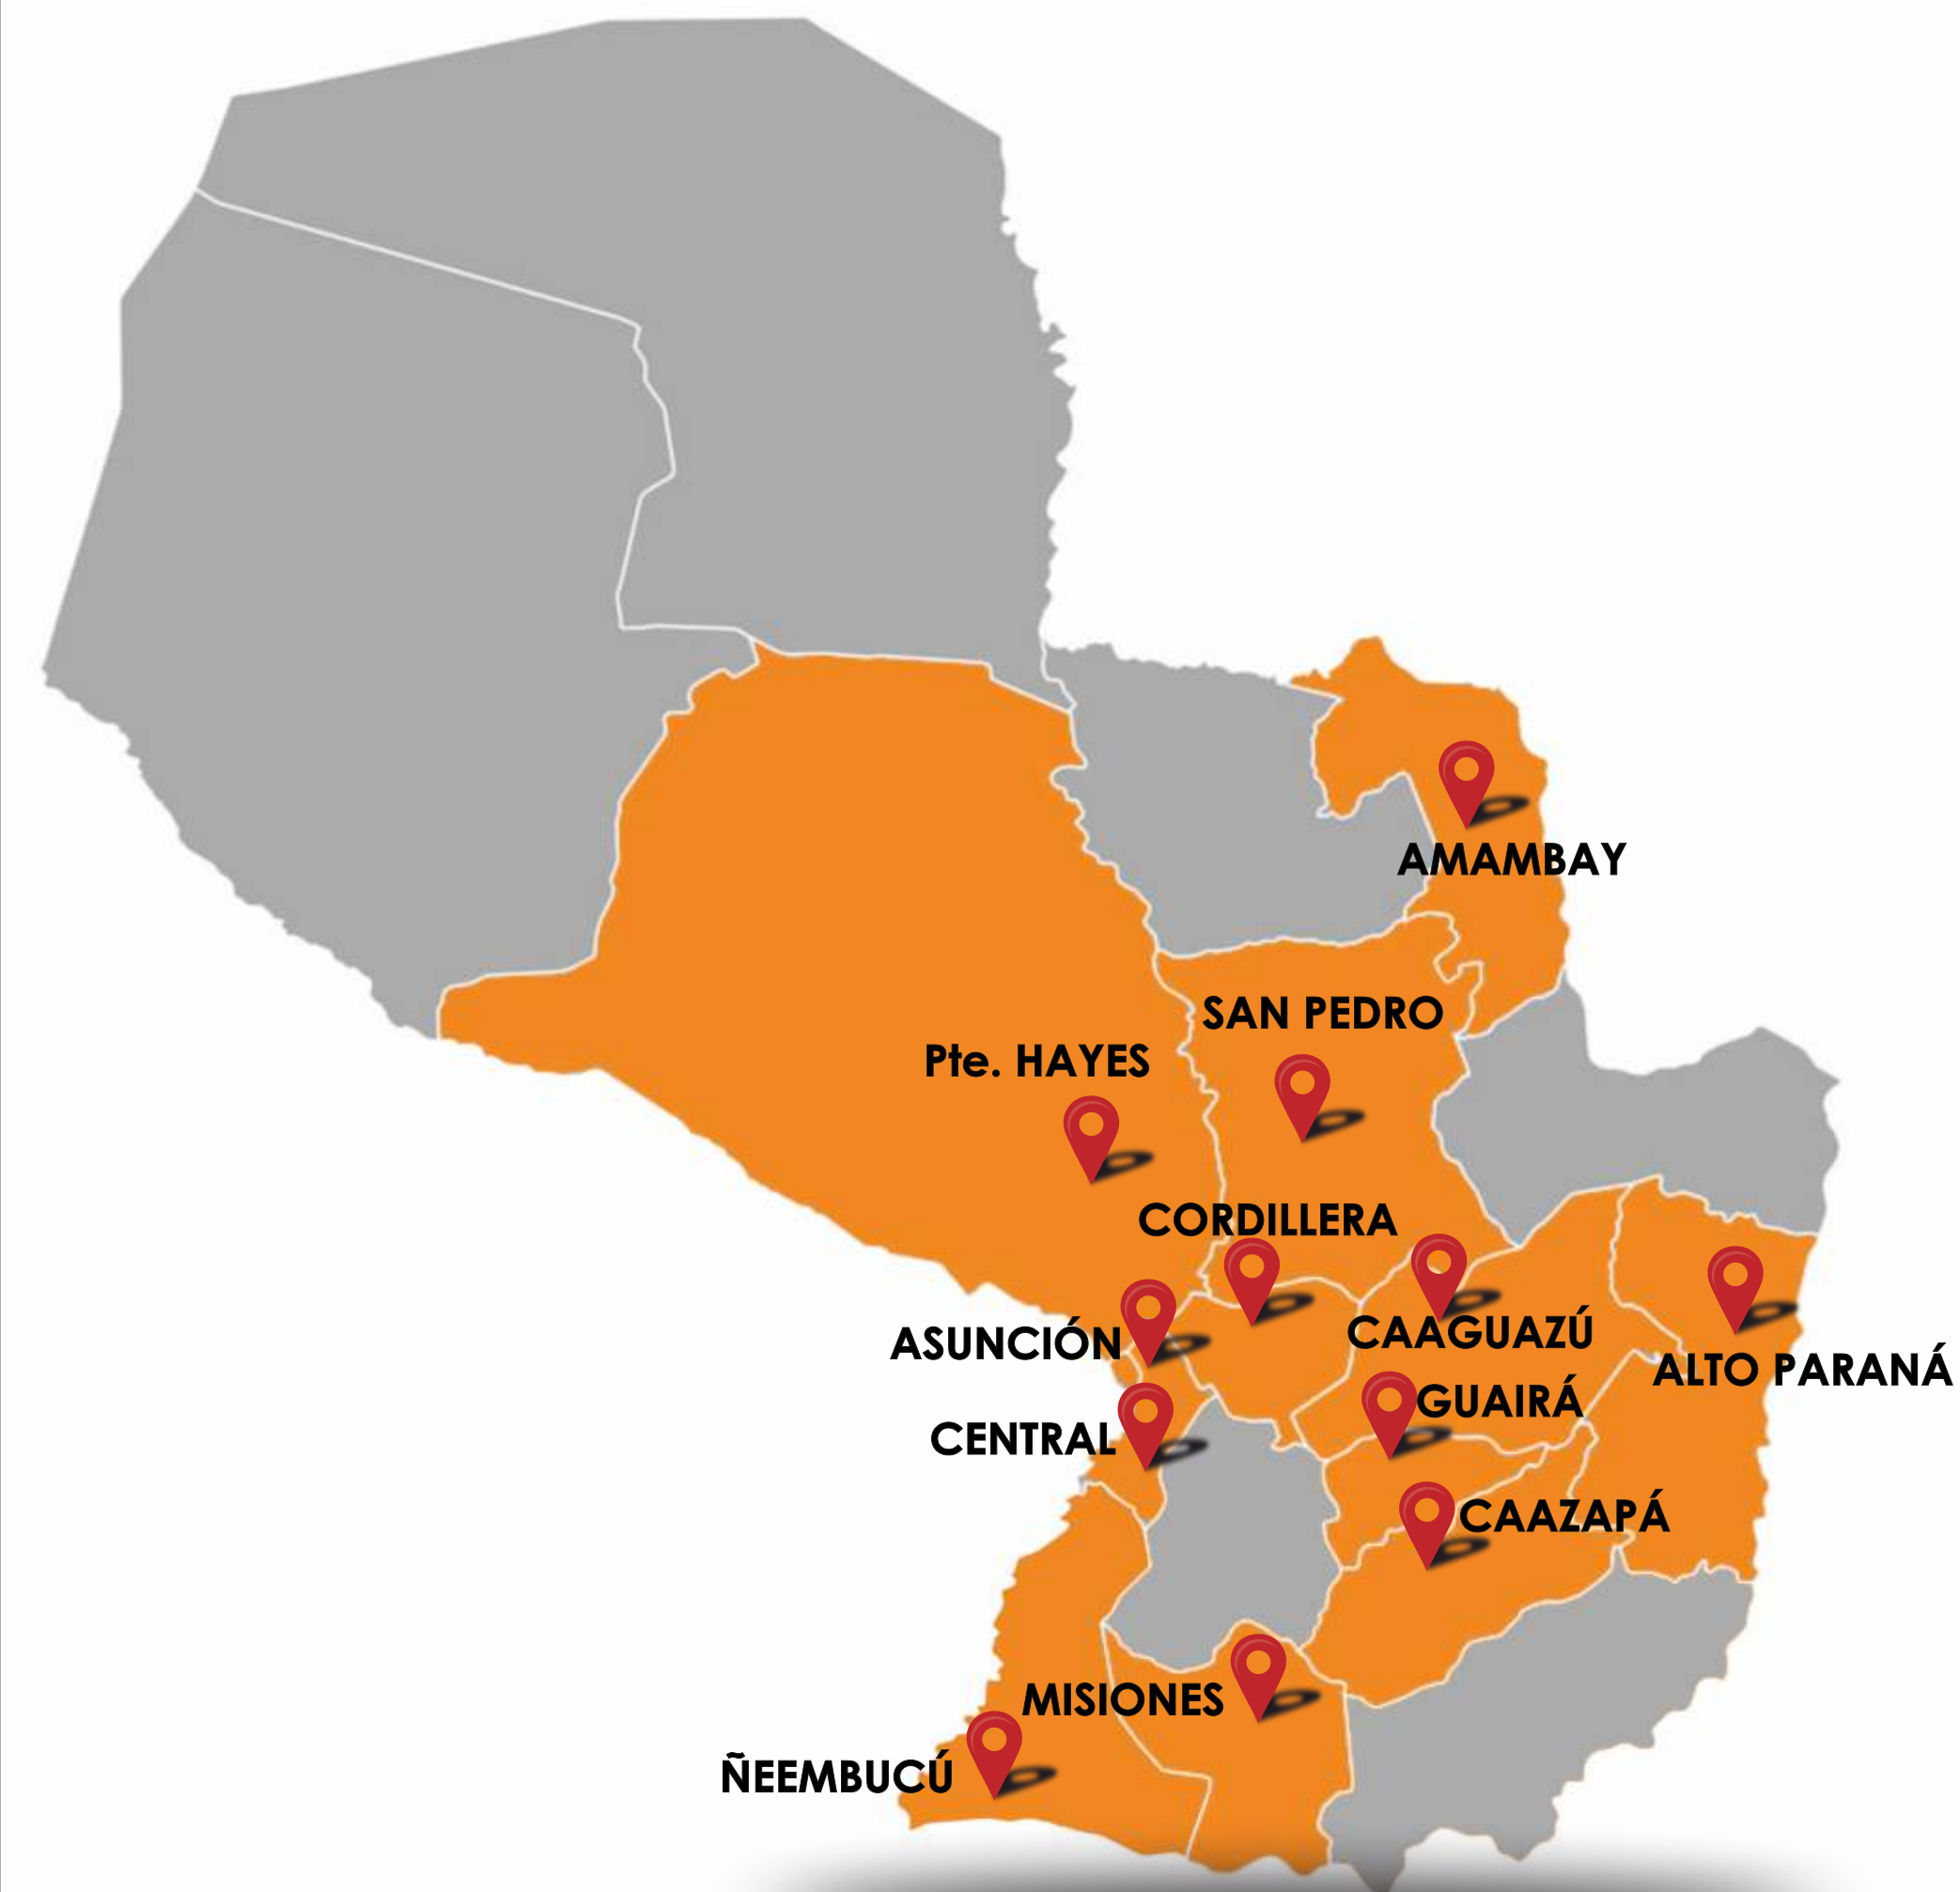 AMAMBAY
SAN PEDRO
Pte. HAYES
CORDILLERA
ASUNCIÓN
CAAGUAZÚ
ALTO PARANÁ
GUAIRÁ
CENTRAL
CAAZAPÁ
MISIONES
ÑEEMBUCÚ